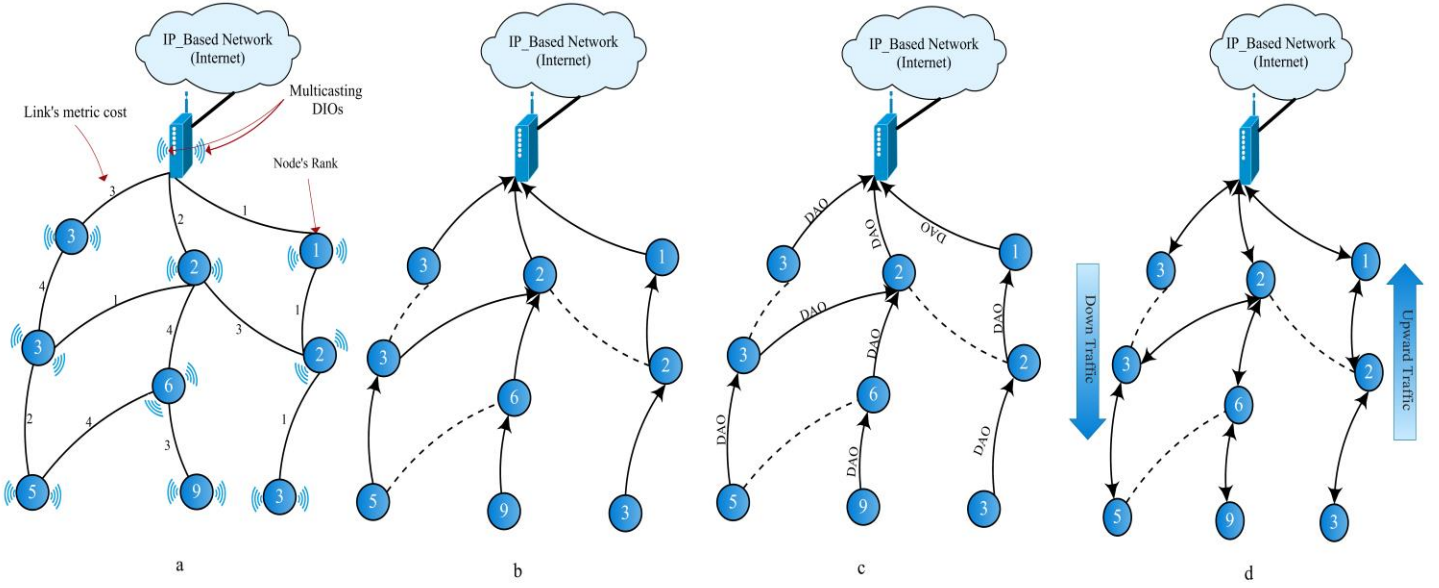 IP_Based Network
(Internet)
Link's metric cost
Multicasting
DIOs
Node's Rank
3
2
1
3
2
1
4
1
4
3
1
3
6
2
2
4
3
1
5
9
3
a
IP_Based Network
(Internet)
3
2
1
3
6
2
5
9
3
b
IP_Based Network
(Internet)
DAO
DAO
DAO
3
2
1
DAO
DAO
DAO
3
6
2
DAO
DAO
DAO
5
9
3
c
IP_Based Network
(Internet)
3
2
1
Down Traffic
Upward Traffic
3
6
2
5
9
3
d